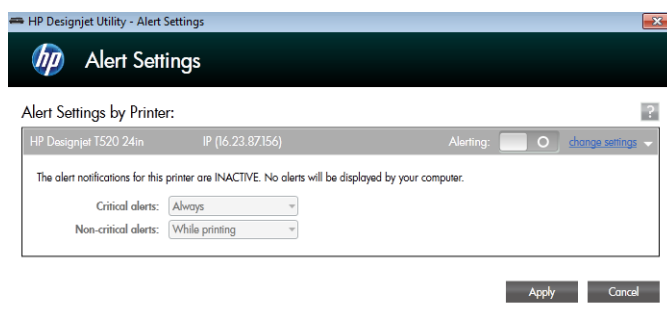 HP Designjet Utility - Alert Settings
hp Alert Settings
Alert Settings by Printer: ?
HP Designjet T520 24in IP (16.23.87.156) Alerting: O change settings
The alert notifications for this printer are INACTIVE. No alerts will be displayed by your computer.
Critical alerts: Always
Non-critical alerts: While printing
Apply Cancel